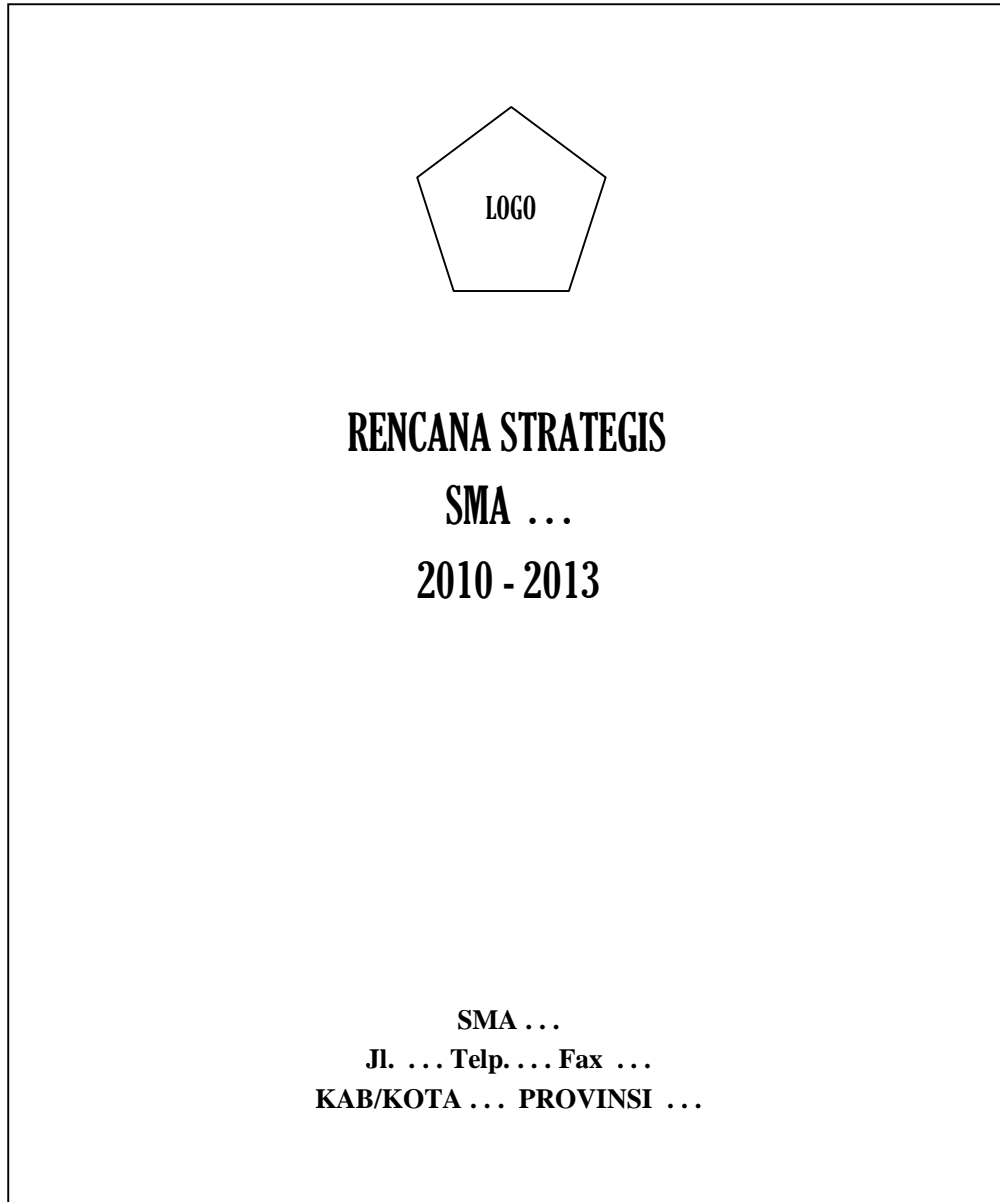 LOGO
RENCANA STRATEGIS
SMA ...
2010 - 2013
SMA . . .
Jl. . . . Telp. . . . Fax . . .
KAB/KOTA . . . PROVINSI . . .